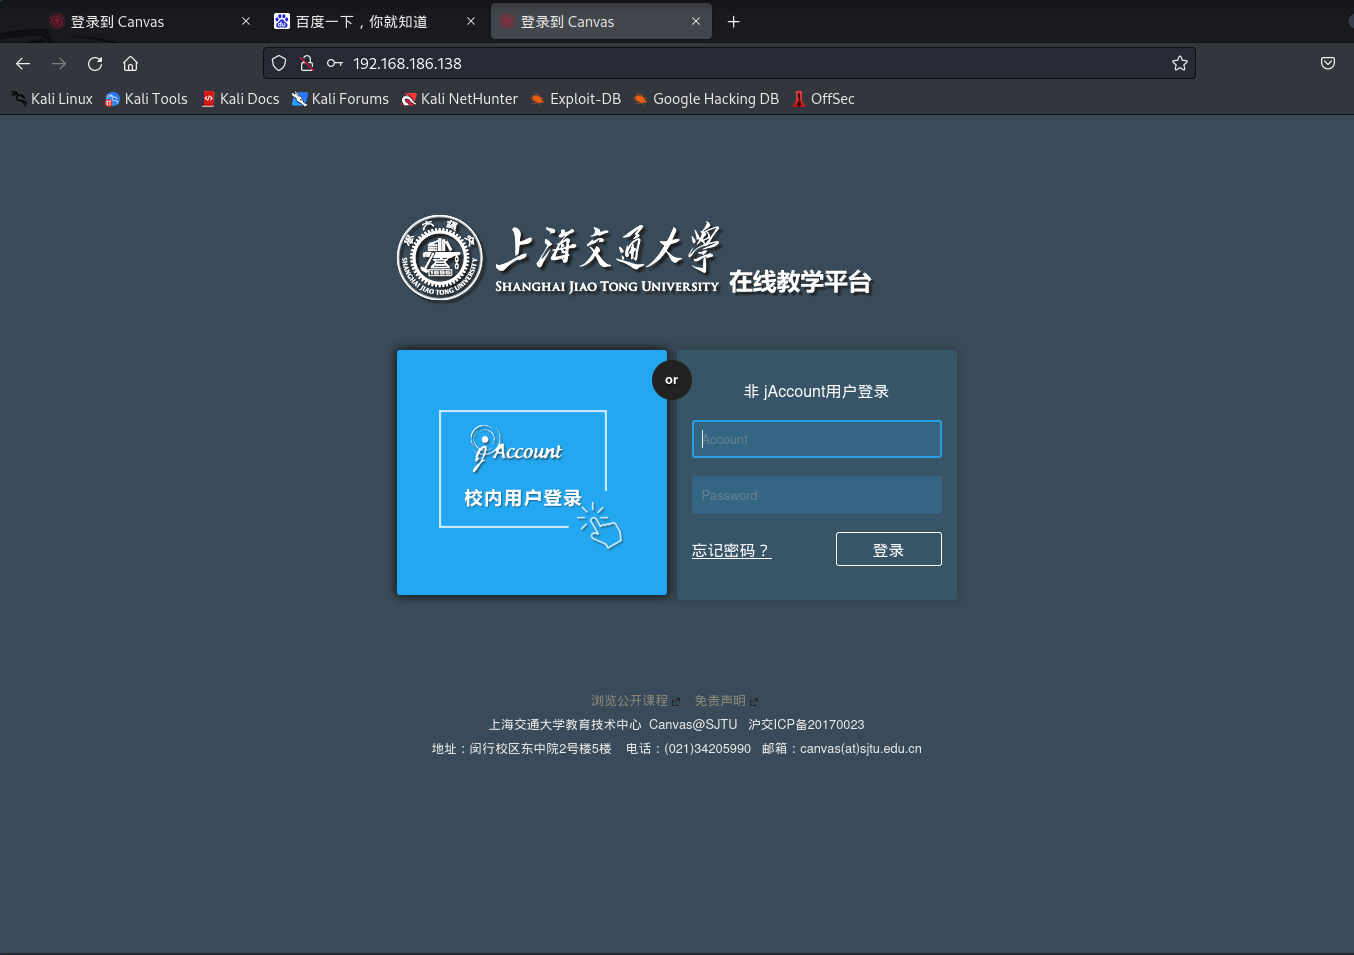 登录到 Canvas
百度一下，你就知道
登录到 Canvas
192.168.186.138
Kali Linux
Kali Tools
Kali Docs
Kali Forums
Kali NetHunter
Exploit-DB
Google Hacking DB
OffSec
上海交通大学
SHANGHAI JIAO TONG UNIVERSITY
在线教学平台
SHANGHAI JIAO TONG UNIVERSITY
1896
jAccount
校内用户登录
or
非 jAccount用户登录
Account
Password
忘记密码？
登录
浏览公开课程 免责声明
上海交通大学教育技术中心 Canvas@SJTU 沪交ICP备20170023
地址：闵行校区东中院2号楼5楼 电话：(021)34205990 邮箱：canvas(at)sjtu.edu.cn